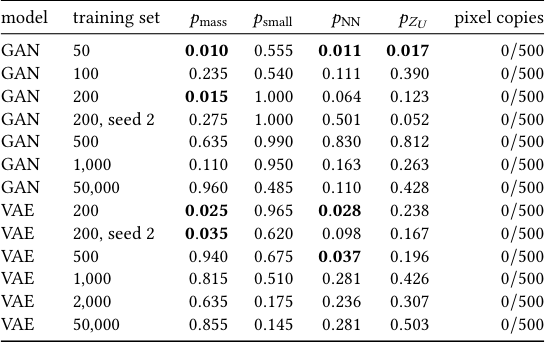 model training set p_mass p_small p_NN p_{Z_U} pixel copies
GAN 50 0.010 0.555 0.011 0.017 0/500
GAN 100 0.235 0.540 0.111 0.390 0/500
GAN 200 0.015 1.000 0.064 0.123 0/500
GAN 200, seed 2 0.275 1.000 0.501 0.052 0/500
GAN 500 0.635 0.990 0.830 0.812 0/500
GAN 1,000 0.110 0.950 0.163 0.263 0/500
GAN 50,000 0.960 0.485 0.110 0.428 0/500
VAE 200 0.025 0.965 0.028 0.238 0/500
VAE 200, seed 2 0.035 0.620 0.098 0.167 0/500
VAE 500 0.940 0.675 0.037 0.196 0/500
VAE 1,000 0.815 0.510 0.281 0.426 0/500
VAE 2,000 0.635 0.175 0.236 0.307 0/500
VAE 50,000 0.855 0.145 0.281 0.503 0/500